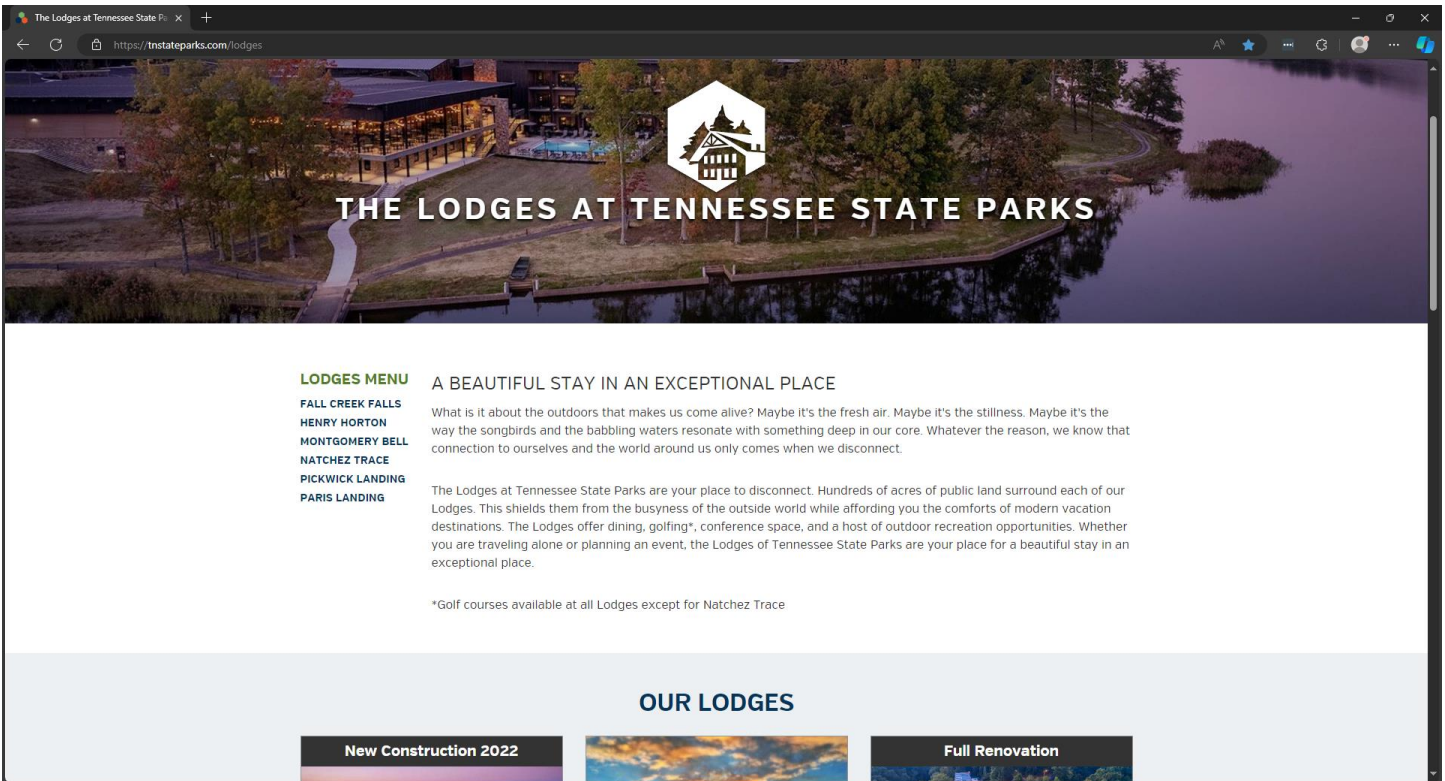 The Lodges at Tennessee State Pa
https://tnstateparks.com/lodges
THE LODGES AT TENNESSEE STATE PARKS
LODGES MENU
FALL CREEK FALLS
HENRY HORTON
MONTGOMERY BELL
NATCHEZ TRACE
PICKWICK LANDING
PARIS LANDING
A BEAUTIFUL STAY IN AN EXCEPTIONAL PLACE
What is it about the outdoors that makes us come alive? Maybe it's the fresh air. Maybe it's the stillness. Maybe it's the
way the songbirds and the babbling waters resonate with something deep in our core. Whatever the reason, we know that
connection to ourselves and the world around us only comes when we disconnect.
The Lodges at Tennessee State Parks are your place to disconnect. Hundreds of acres of public land surround each of our
Lodges. This shields them from the busyness of the outside world while affording you the comforts of modern vacation
destinations. The Lodges offer dining, golfing*, conference space, and a host of outdoor recreation opportunities. Whether
you are traveling alone or planning an event, the Lodges of Tennessee State Parks are your place for a beautiful stay in an
exceptional place.
*Golf courses available at all Lodges except for Natchez Trace
OUR LODGES
New Construction 2022
Full Renovation